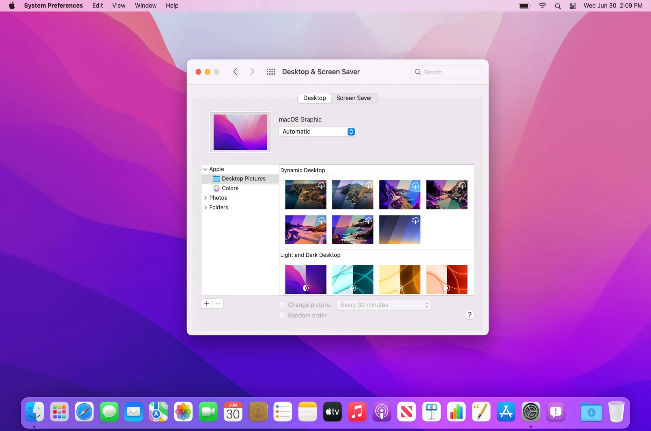 System Preferences Edit View Window Help Wed Jun 30 2:09 PM
Desktop & Screen Saver Search
Desktop Screen Saver
macOS Graphic
Automatic
Apple
Desktop Pictures
Colors
Photos
Folders
Dynamic Desktop
Light and Dark Desktop
+ −
Change picture: Every 30 minutes
Random order
?
30
tv